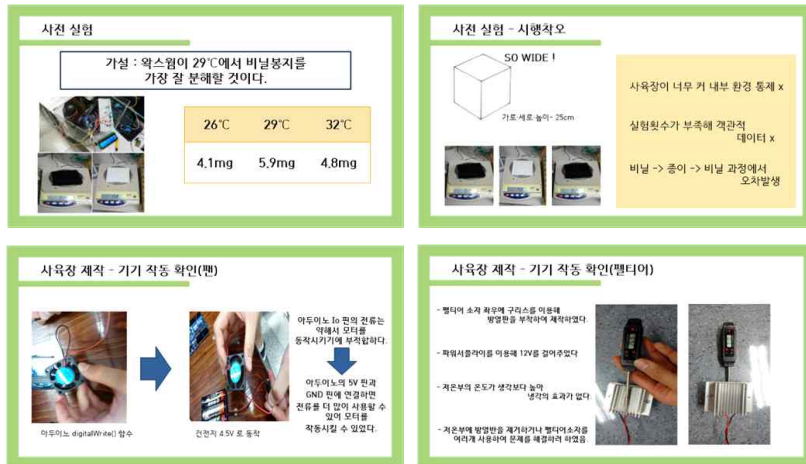 사전 실험
가설 : 왁스웜이 29℃에서 비닐봉지를
가장 잘 분해할 것이다.
26℃ 29℃ 32℃
4.1mg 5.9mg 4.8mg
사전 실험 - 시행착오
SO WIDE !
가로·세로·높이- 25cm
사육장이 너무 커 내부 환경 통제 x
실험횟수가 부족해 객관적
데이터 x
비닐 -> 종이 -> 비닐 과정에서
오차발생
사육장 제작 - 기기 작동 확인(팬)
아두이노 digitalWrite() 함수
건전지 4.5V 로 동작
아두이노 Io 핀의 전류는
약해서 모터를
동작시키기에 부적합하다.
아두이노의 5V 핀과
GND 핀에 연결하면
전류를 더 많이 사용할 수
있어 모터를
작동시킬 수 있었다.
사육장 제작 - 기기 작동 확인(펠티어)
- 펠티어 소자 좌우에 구리스를 이용해
방열판을 부착하여 제작하였다.
- 파워서플라이를 이용해 12V를 걸어주었다
- 저온부의 온도가 생각보다 높아
냉각의 효과가 없다.
- 저온부에 방열판을 제거하거나 펠티어소자를
여러개 사용하여 문제를 해결하려 하였음.